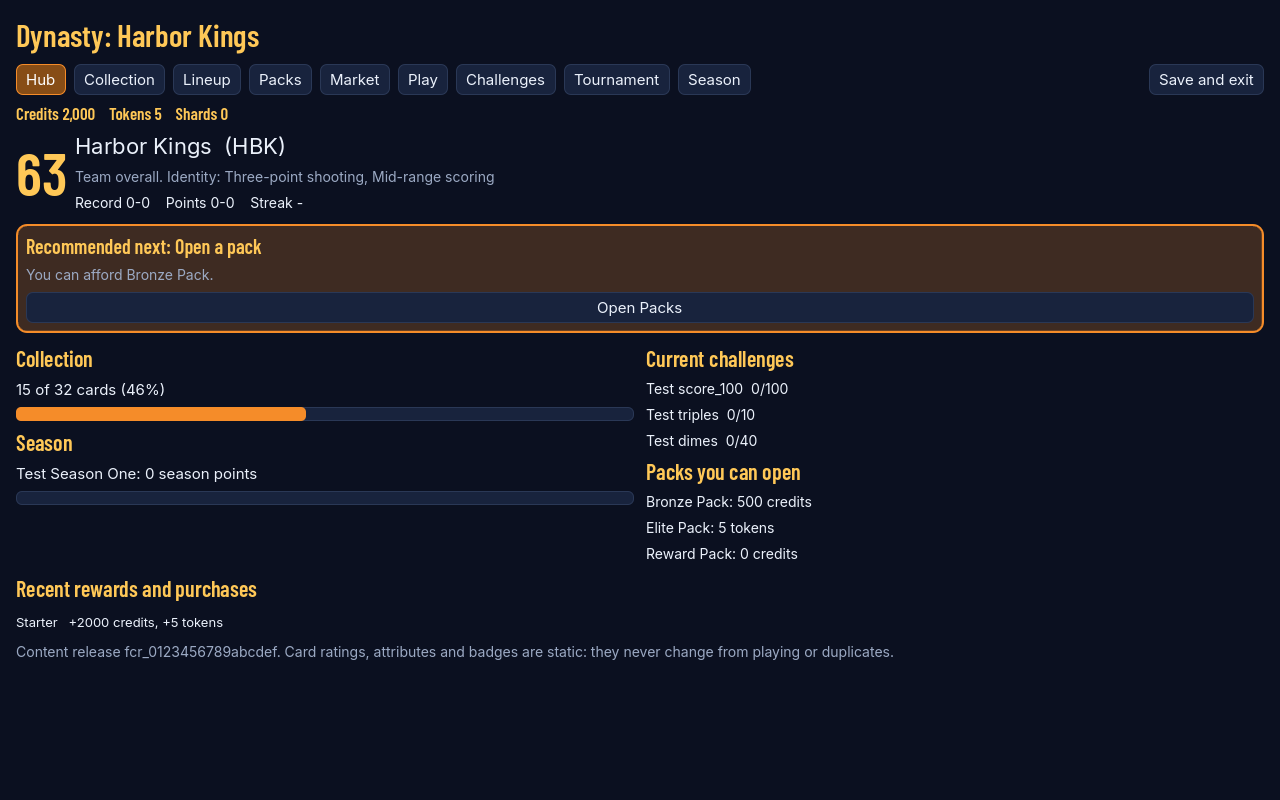 Dynasty: Harbor Kings
Hub Collection Lineup Packs Market Play Challenges Tournament Season Save and exit
Credits 2,000 Tokens 5 Shards 0
63
Harbor Kings (HBK)
Team overall. Identity: Three-point shooting, Mid-range scoring
Record 0-0 Points 0-0 Streak -
Recommended next: Open a pack
You can afford Bronze Pack.
Open Packs
Collection
15 of 32 cards (46%)
Season
Test Season One: 0 season points
Current challenges
Test score_100 0/100
Test triples 0/10
Test dimes 0/40
Packs you can open
Bronze Pack: 500 credits
Elite Pack: 5 tokens
Reward Pack: 0 credits
Recent rewards and purchases
Starter +2000 credits, +5 tokens
Content release fcr_0123456789abcdef. Card ratings, attributes and badges are static: they never change from playing or duplicates.